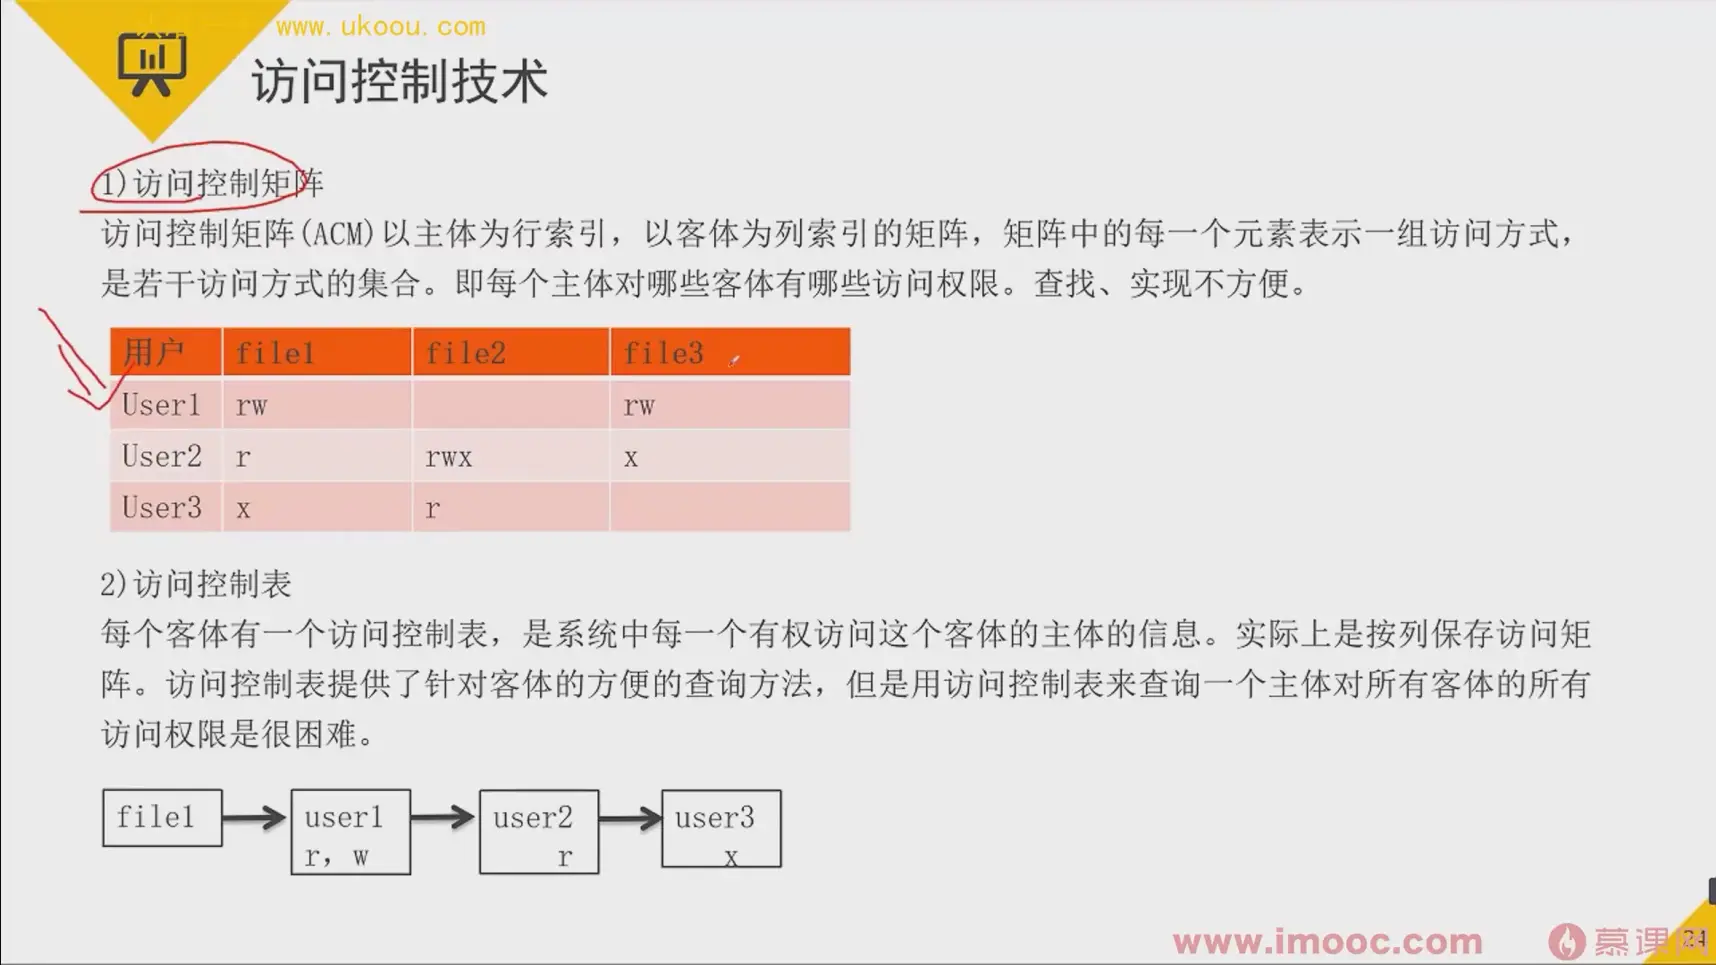 www.ukoou.com
访问控制技术
1)访问控制矩阵
访问控制矩阵(ACM)以主体为行索引，以客体为列索引的矩阵，矩阵中的每一个元素表示一组访问方式，
是若干访问方式的集合。即每个主体对哪些客体有哪些访问权限。查找、实现不方便。
用户 file1 file2 file3
User1 rw rw
User2 r rwx x
User3 x r
2)访问控制表
每个客体有一个访问控制表，是系统中每一个有权访问这个客体的主体的信息。实际上是按列保存访问矩
阵。访问控制表提供了针对客体的方便的查询方法，但是用访问控制表来查询一个主体对所有客体的所有
访问权限是很困难。
file1 user1 user2 user3
r, w r x
www.imooc.com 慕课网
24